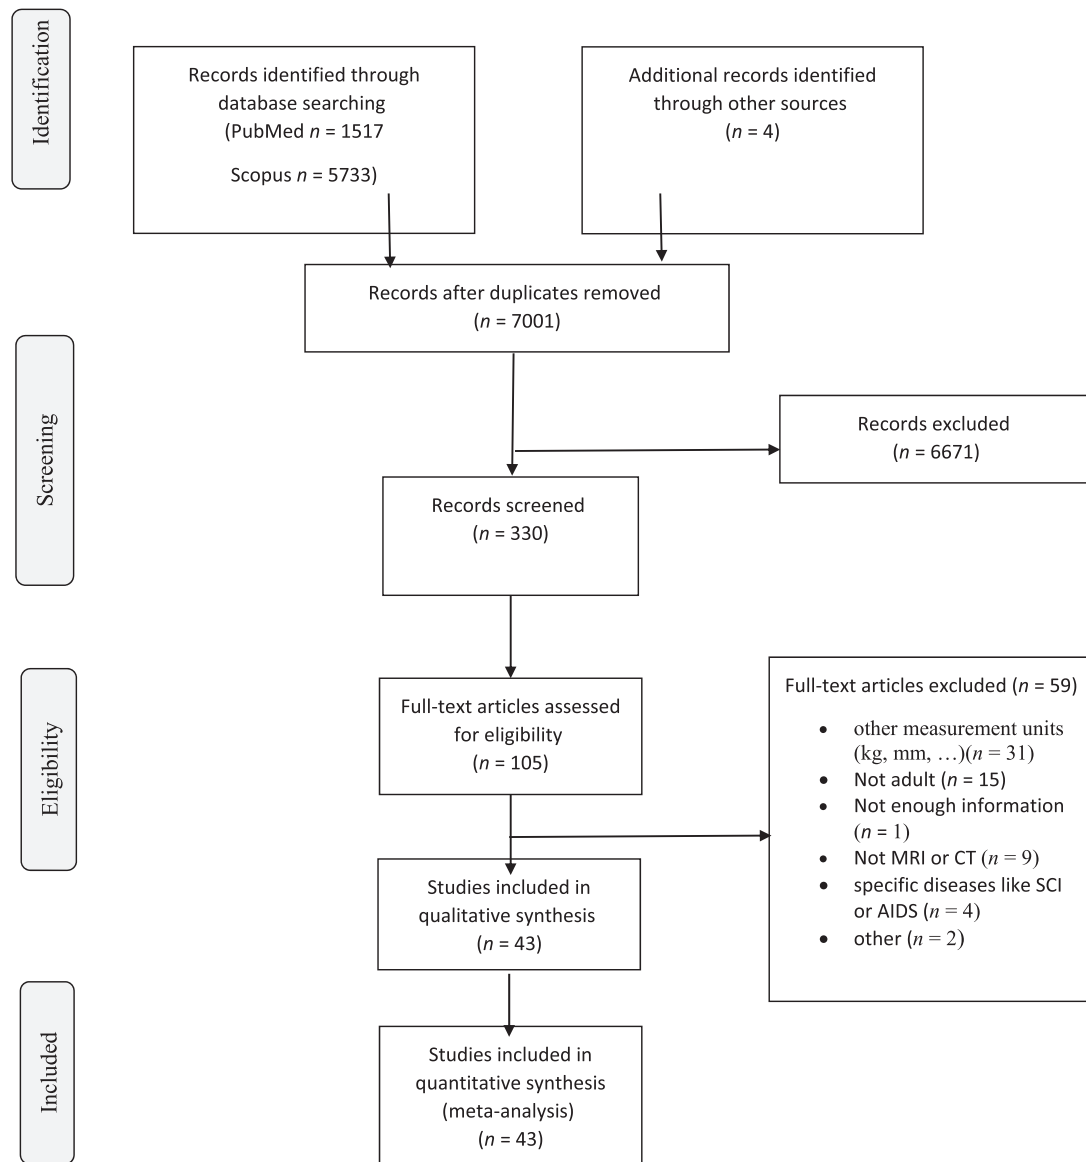 Identification
Records identified through
database searching
(PubMed n = 1517
Scopus n = 5733)
Additional records identified
through other sources
(n = 4)
Records after duplicates removed
(n = 7001)
Screening
Records excluded
(n = 6671)
Records screened
(n = 330)
Eligibility
Full-text articles assessed
for eligibility
(n = 105)
Full-text articles excluded (n = 59)
• other measurement units
(kg, mm, …)(n = 31)
• Not adult (n = 15)
• Not enough information
(n = 1)
• Not MRI or CT (n = 9)
• specific diseases like SCI
or AIDS (n = 4)
• other (n = 2)
Studies included in
qualitative synthesis
(n = 43)
Included
Studies included in
quantitative synthesis
(meta-analysis)
(n = 43)